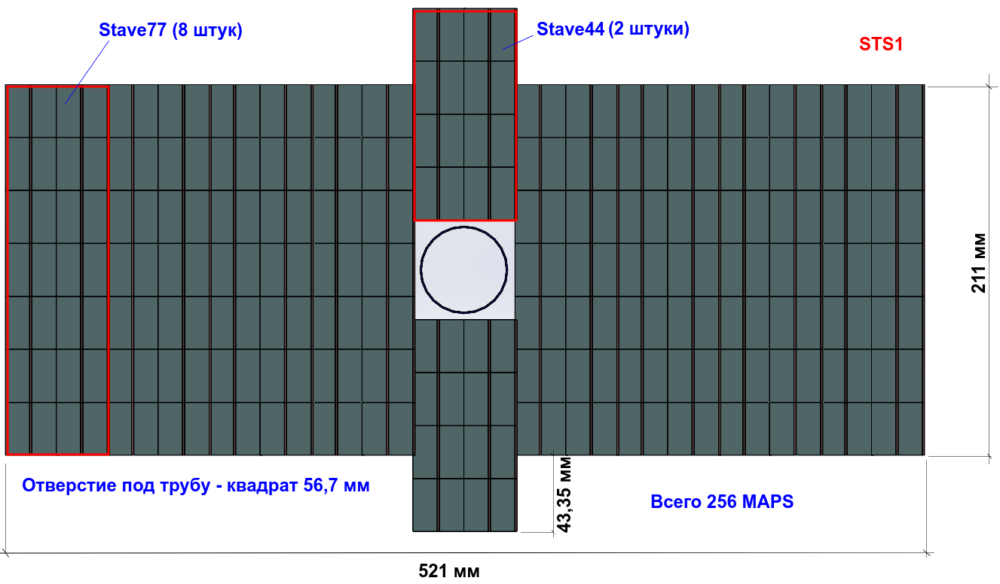 Stave77 (8 штук)
Stave44 (2 штуки)
STS1
211 мм
Отверстие под трубу - квадрат 56,7 мм
43,35 мм
Всего 256 MAPS
521 мм